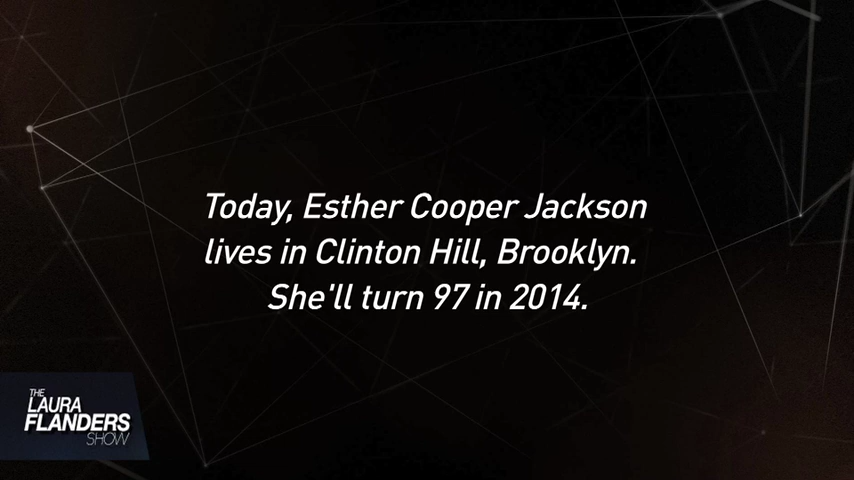 Today, Esther Cooper Jackson
lives in Clinton Hill, Brooklyn.
She'll turn 97 in 2014.
THE
LAURA
FLANDERS
SHOW